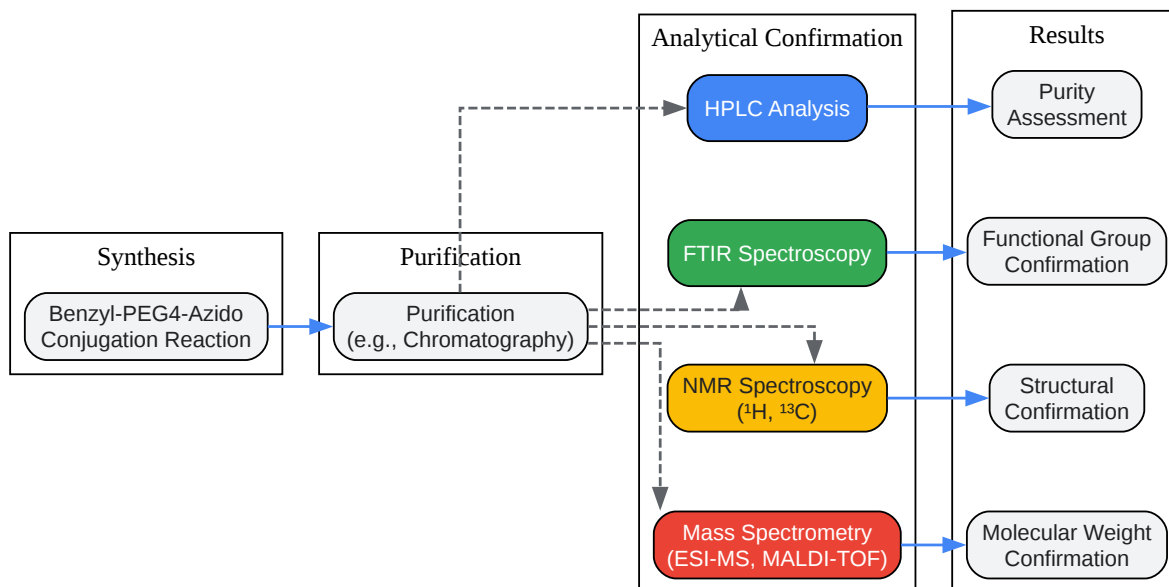 Synthesis
Benzyl-PEG4-Azido
Conjugation Reaction
Purification
Purification
(e.g., Chromatography)
Analytical Confirmation
HPLC Analysis
FTIR Spectroscopy
NMR Spectroscopy
(¹H, ¹³C)
Mass Spectrometry
(ESI-MS, MALDI-TOF)
Results
Purity
Assessment
Functional Group
Confirmation
Structural
Confirmation
Molecular Weight
Confirmation